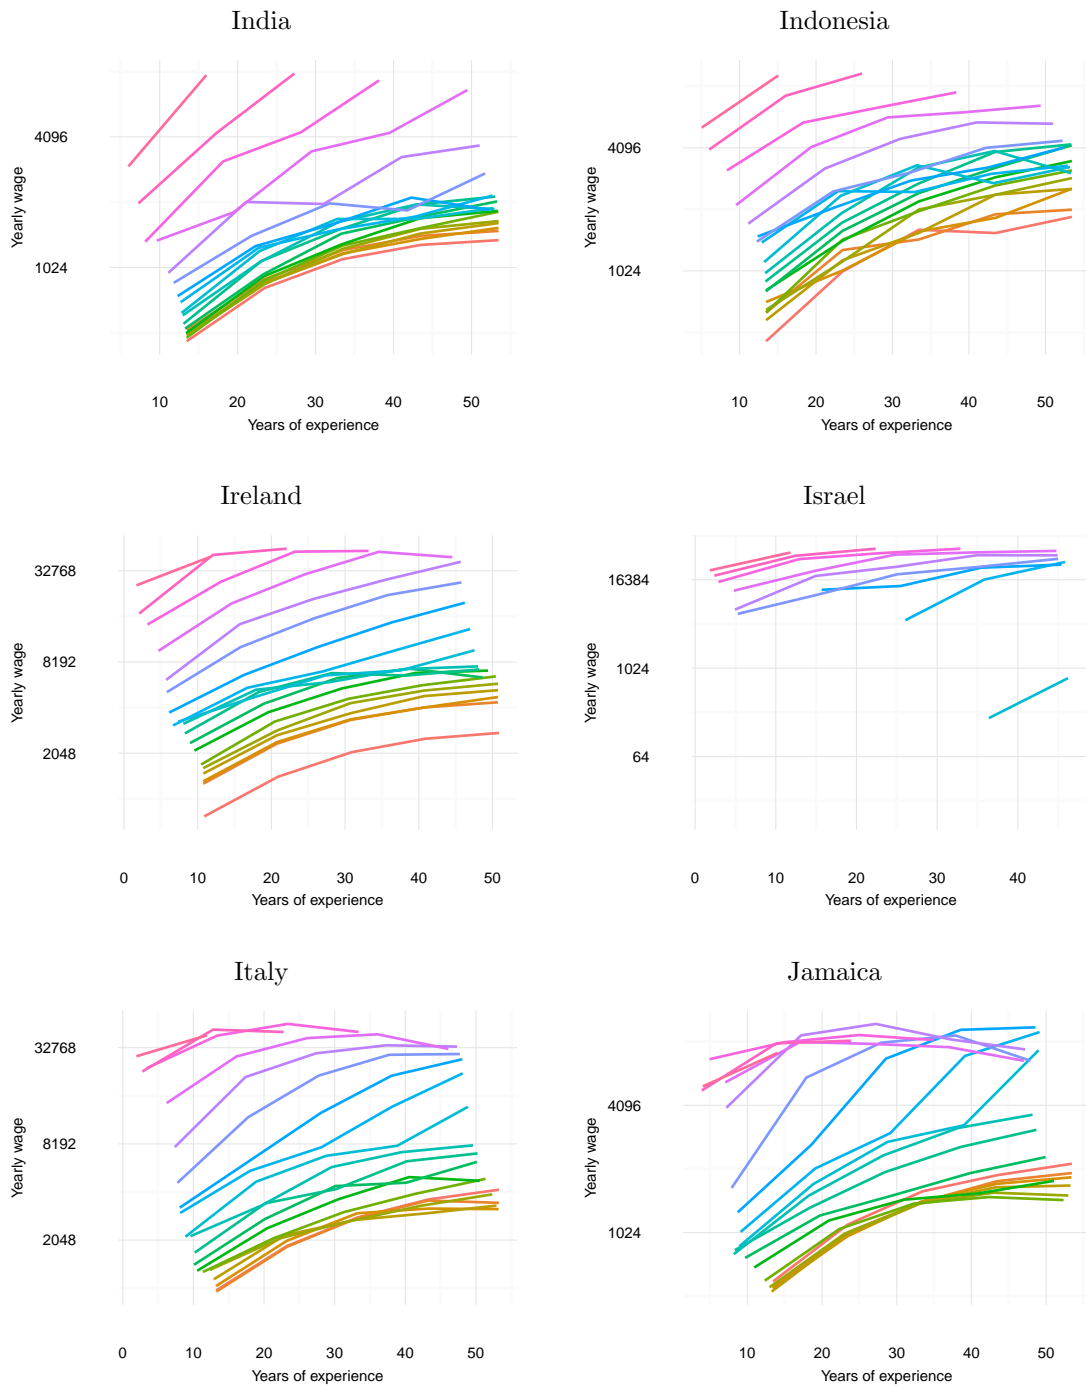 India
Yearly wage
4096
1024
10 20 30 40 50
Years of experience
Indonesia
Yearly wage
4096
1024
10 20 30 40 50
Years of experience
Ireland
Yearly wage
32768
8192
2048
0 10 20 30 40 50
Years of experience
Israel
Yearly wage
16384
1024
64
0 10 20 30 40
Years of experience
Italy
Yearly wage
32768
8192
2048
0 10 20 30 40 50
Years of experience
Jamaica
Yearly wage
4096
1024
10 20 30 40 50
Years of experience